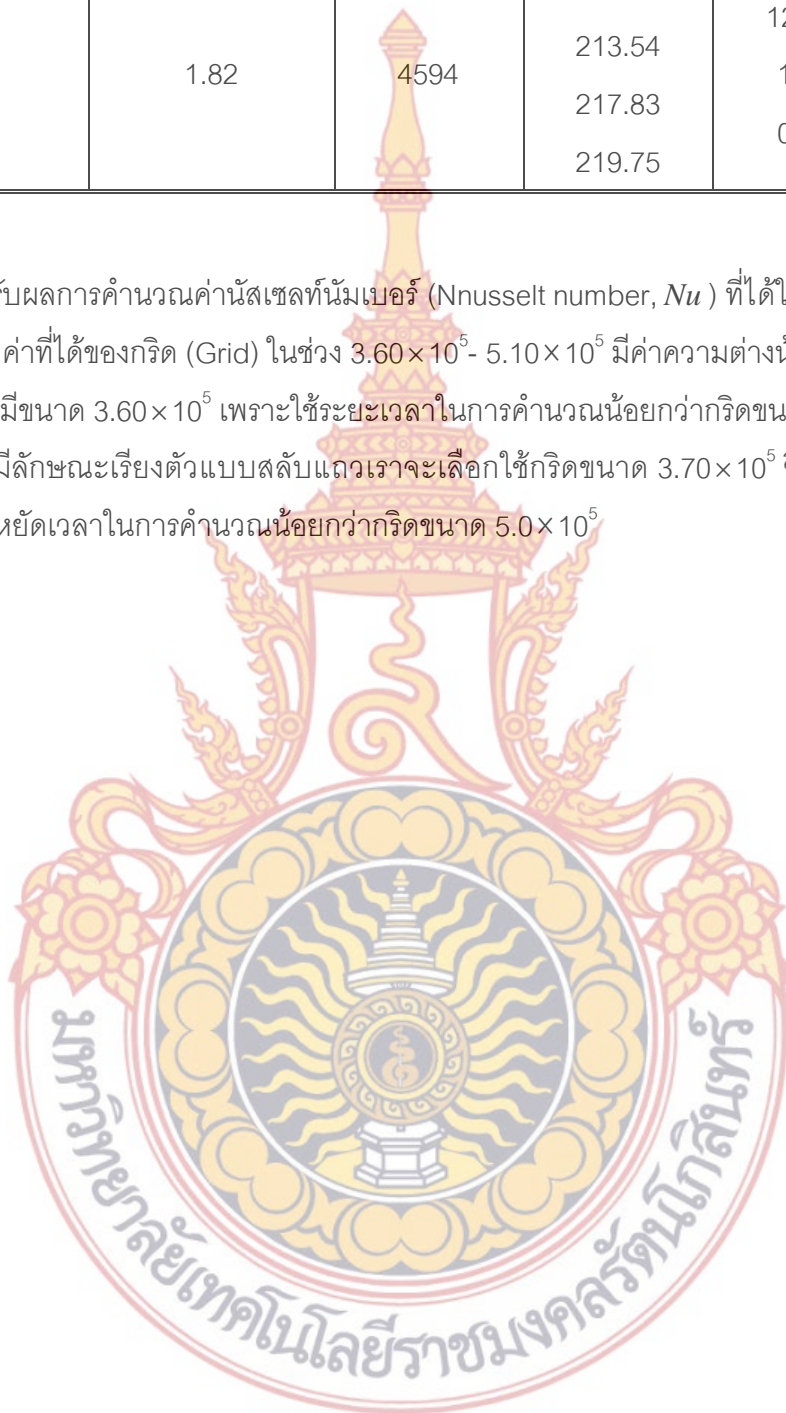 213.54
1.82 4594
217.83
219.75
ผลการคำนวณค่านัสเซลท์นัมเบอร์ (Nnusselt number, Nu ) ที่ได้
ค่าที่ได้ของกริด (Grid) ในช่วง 3.60×10⁵- 5.10×10⁵ มีค่าความต่าง
มีขนาด 3.60×10⁵ เพราะใช้ระยะเวลาในการคำนวณน้อยกว่ากริด
มีลักษณะเรียงตัวแบบสลับแถวเราจะเลือกใช้กริดขนาด 3.70×10⁵
เวลาในการคำนวณน้อยกว่ากริดขนาด 5.0×10⁵
มหาวิทยาลัยเทคโนโลยีราชมงคลรัตนโกสินทร์